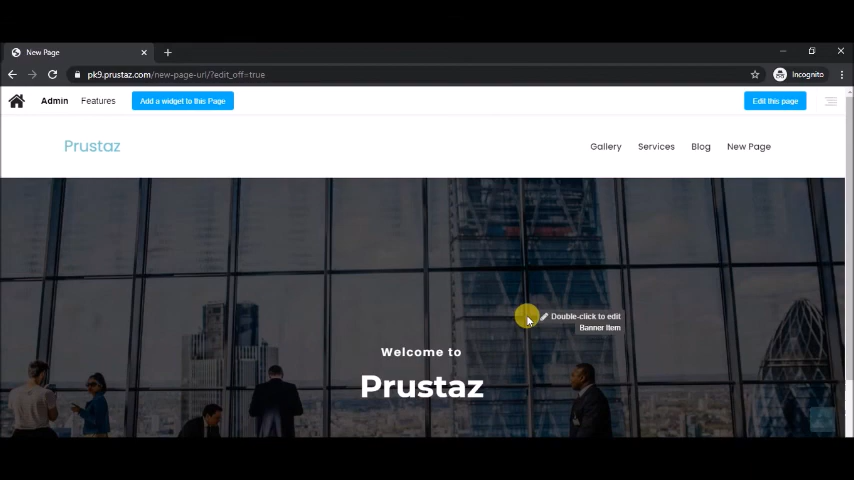 New Page
pk9.prustaz.com/new-page-url/?edit_off=true
Incognito
Admin
Features
Add a widget to this Page
Edit this page
Prustaz
Gallery
Services
Blog
New Page
Double-click to edit
Banner Item
Welcome to
Prustaz